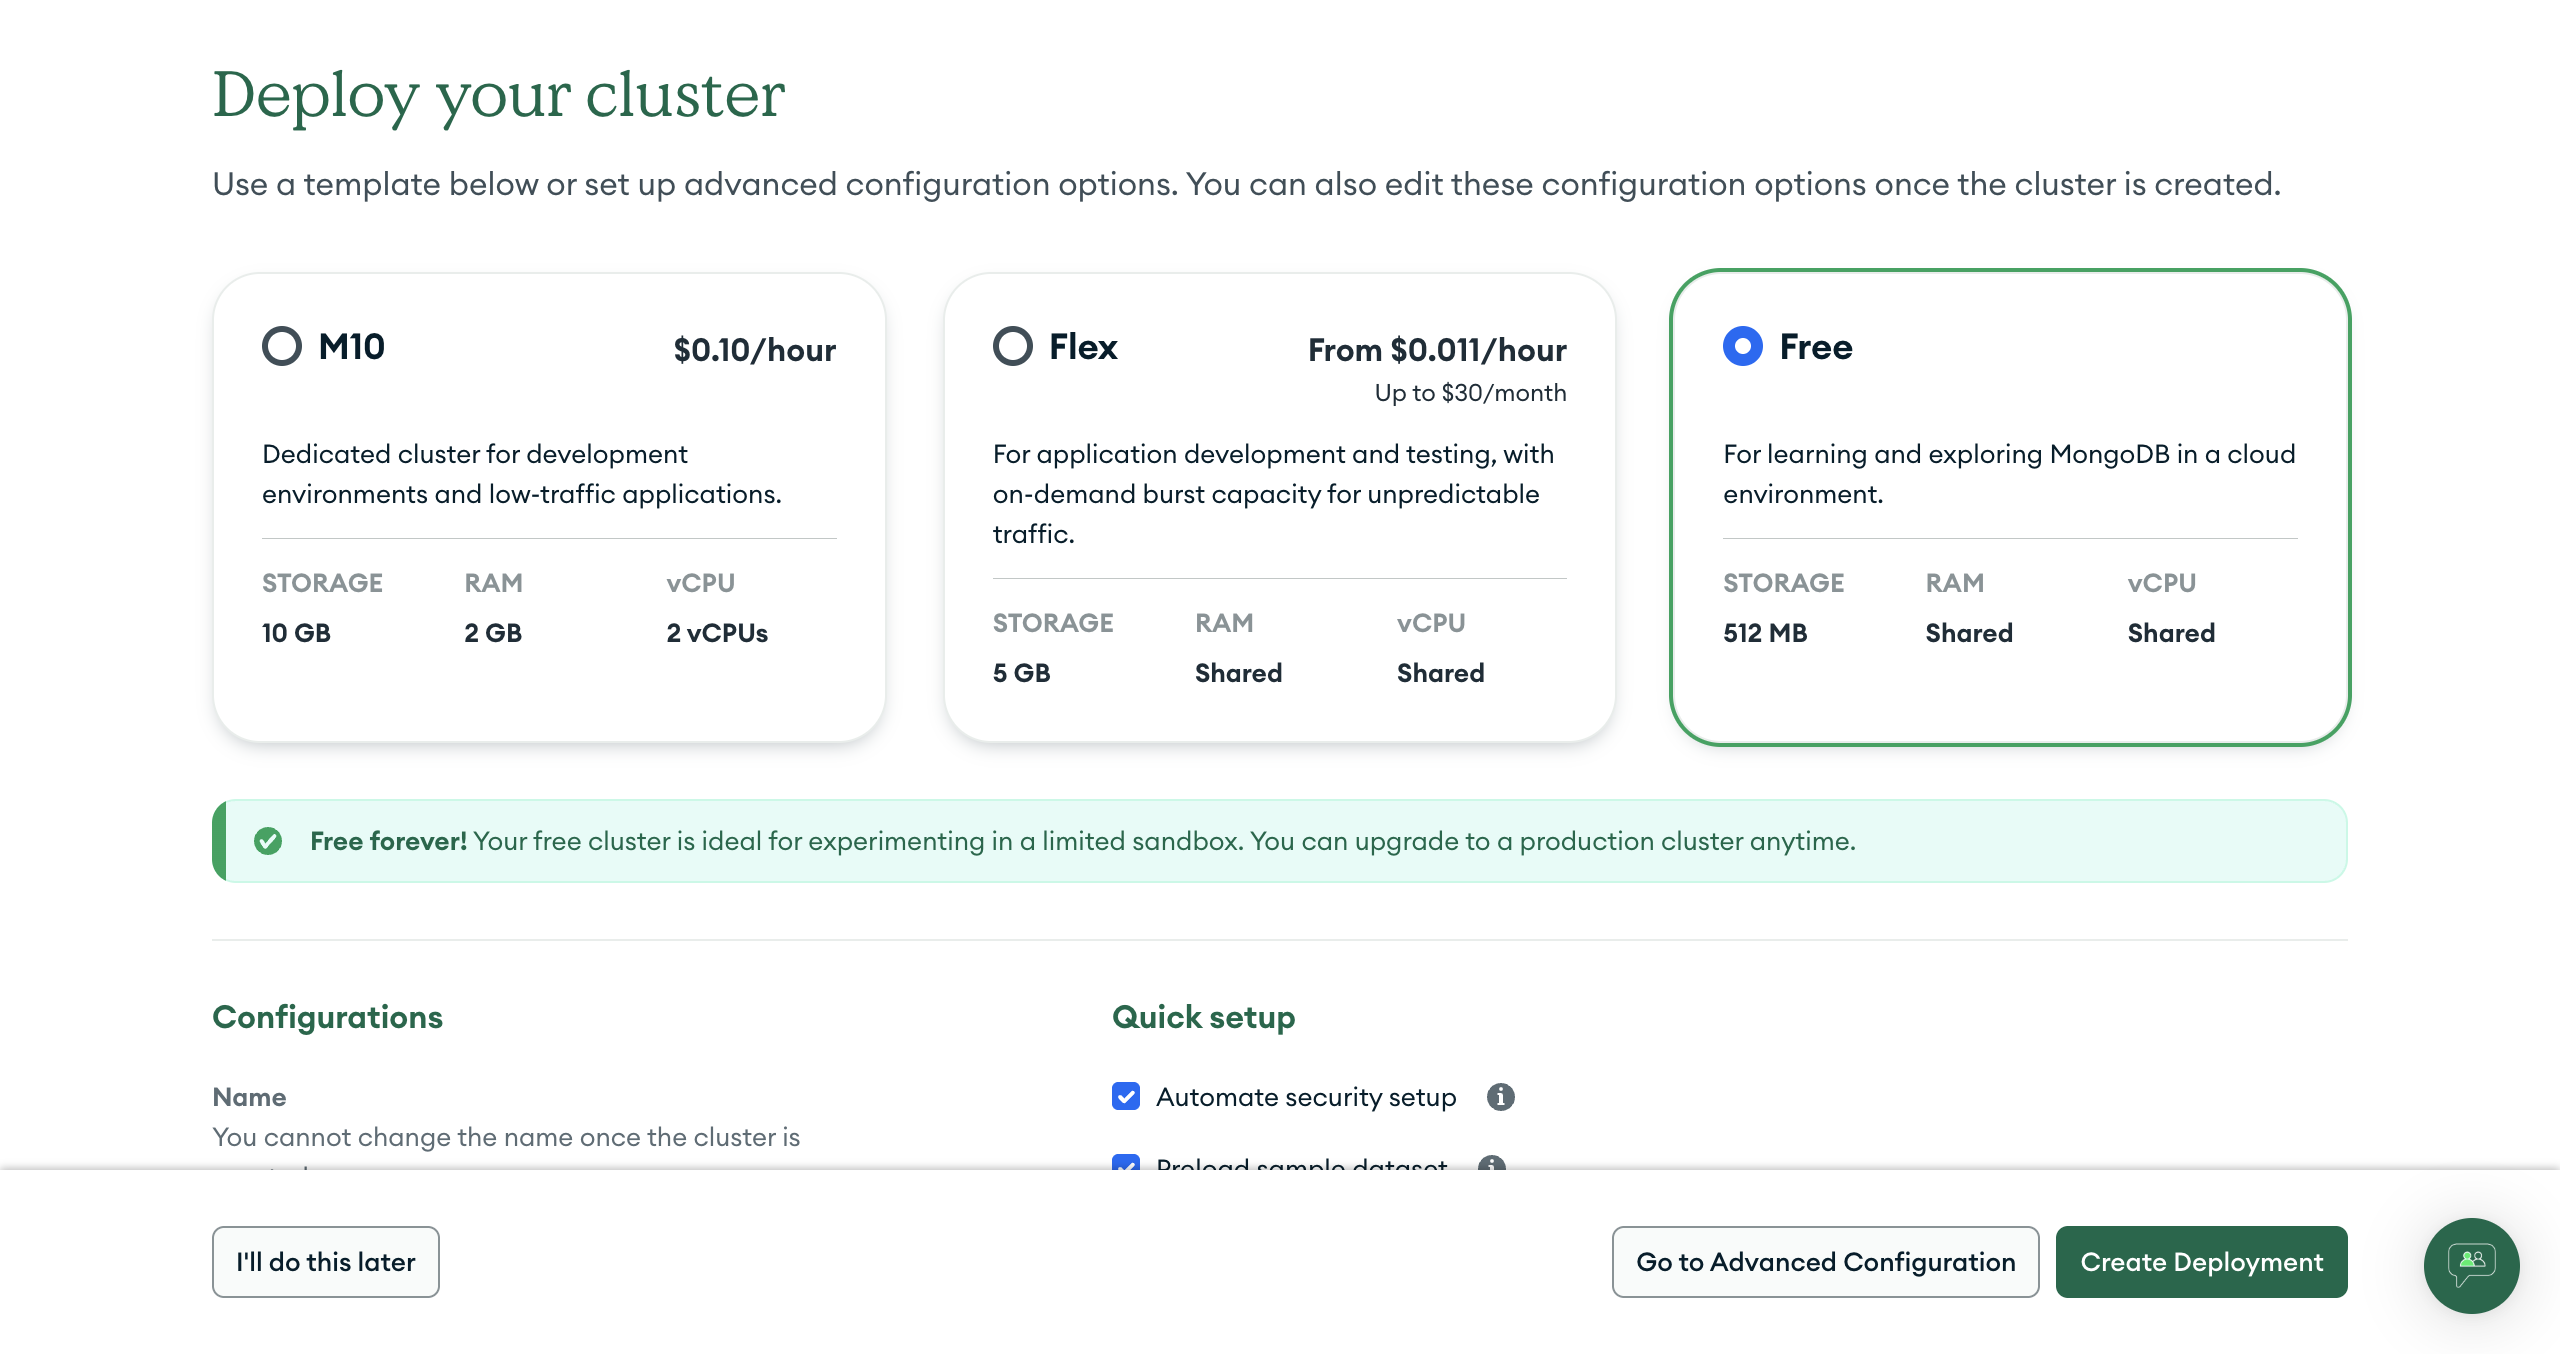 Deploy your cluster
Use a template below or set up advanced configuration options. You can also edit these configuration options once the cluster is created.
M10
$0.10/hour
Dedicated cluster for development
environments and low-traffic applications.
STORAGE RAM vCPU
10 GB 2 GB 2 vCPUs
Flex
From $0.011/hour
Up to $30/month
For application development and testing, with
on-demand burst capacity for unpredictable
traffic.
STORAGE RAM vCPU
5 GB Shared Shared
Free
For learning and exploring MongoDB in a cloud
environment.
STORAGE RAM vCPU
512 MB Shared Shared
Free forever! Your free cluster is ideal for experimenting in a limited sandbox. You can upgrade to a production cluster anytime.
Configurations
Name
You cannot change the name once the cluster is
Quick setup
Automate security setup
Preload sample dataset
I'll do this later
Go to Advanced Configuration
Create Deployment